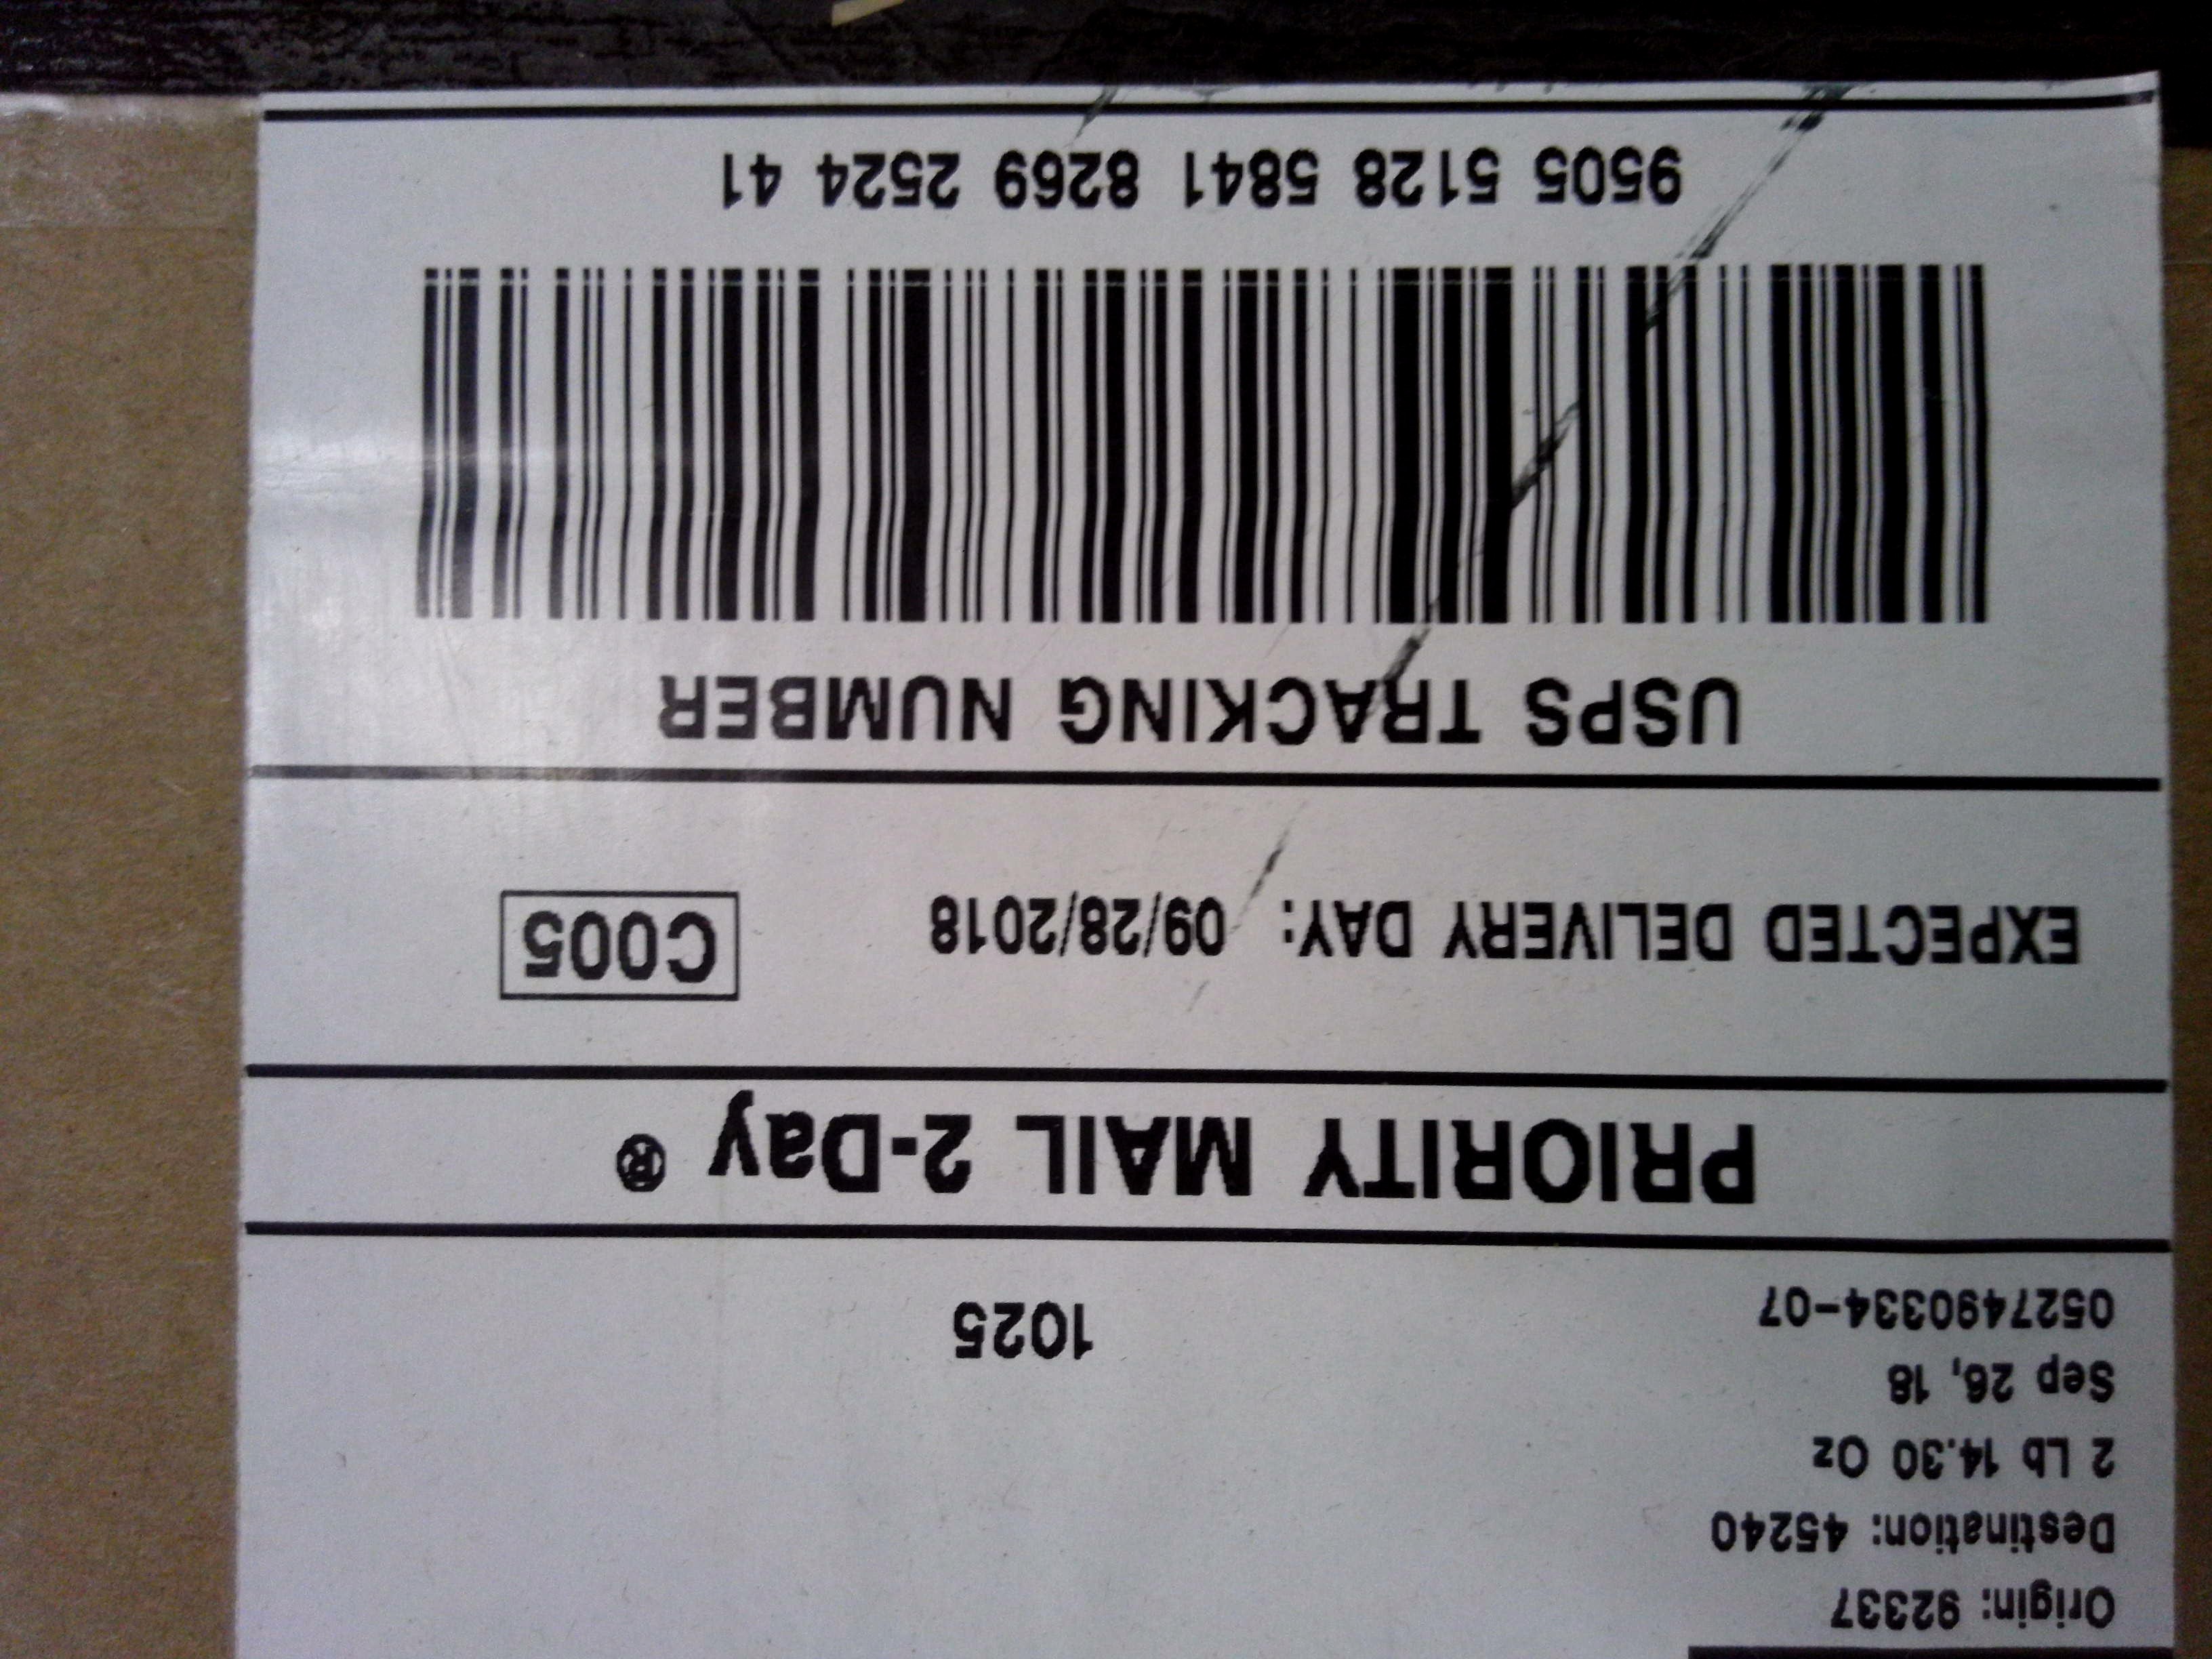 Origin: 92337
Destination: 45240
2 Lb 14.30 Oz
Sep 26, 18
0527490334-07
1025
PRIORITY MAIL 2-Day ®
EXPECTED DELIVERY DAY: 09/28/2018
C005
USPS TRACKING NUMBER
9505 5128 5841 8269 2524 41